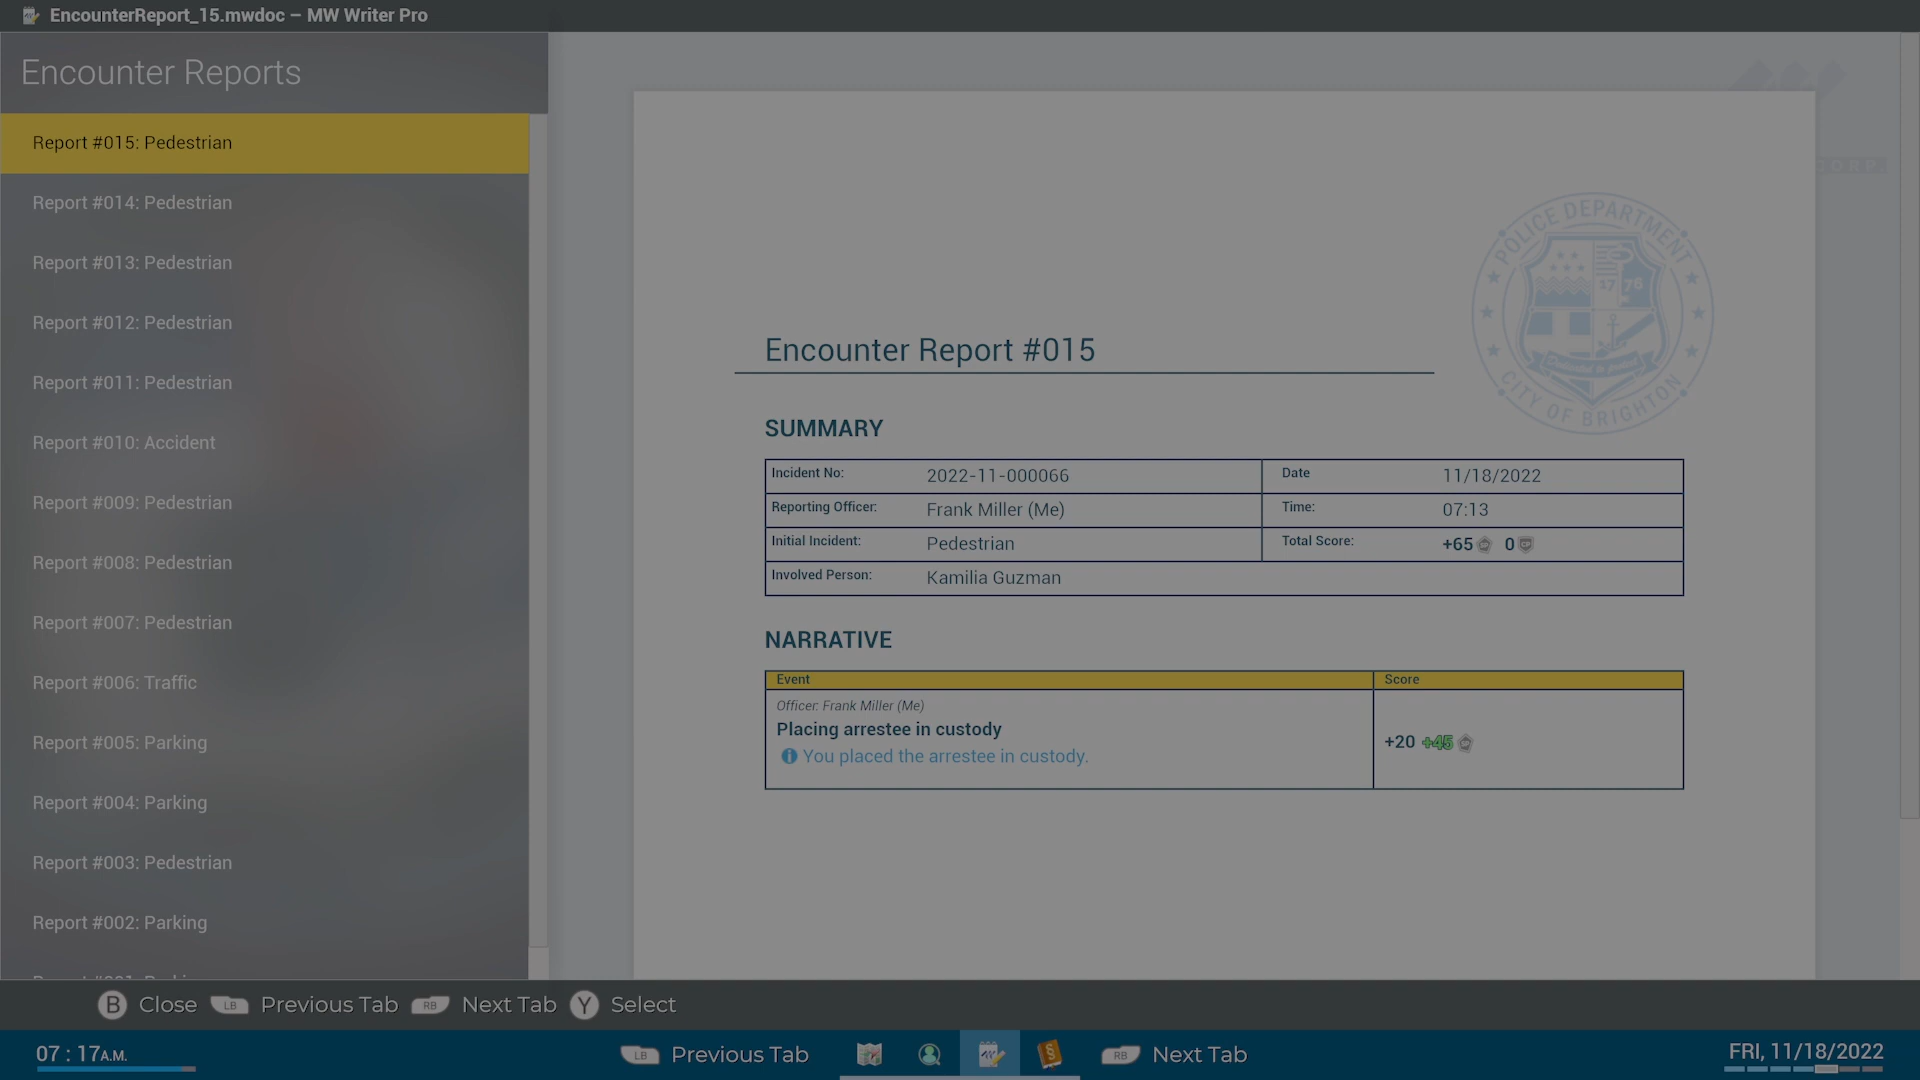 EncounterReport_15.mwdoc – MW Writer Pro
Encounter Reports
Report #015: Pedestrian
Report #014: Pedestrian
Report #013: Pedestrian
Report #012: Pedestrian
Report #011: Pedestrian
Report #010: Accident
Report #009: Pedestrian
Report #008: Pedestrian
Report #007: Pedestrian
Report #006: Traffic
Report #005: Parking
Report #004: Parking
Report #003: Pedestrian
Report #002: Parking
POLICE DEPARTMENT
1776
CITY OF BRIGHTON
Encounter Report #015
SUMMARY
Incident No: 2022-11-000066 Date 11/18/2022
Reporting Officer: Frank Miller (Me) Time: 07:13
Initial Incident: Pedestrian Total Score: +65 0
Involved Person: Kamilia Guzman
NARRATIVE
Event Score
Officer: Frank Miller (Me)
Placing arrestee in custody
You placed the arrestee in custody.
+20 +45
B Close LB Previous Tab RB Next Tab Y Select
07 : 17 A.M. LB Previous Tab RB Next Tab FRI, 11/18/2022